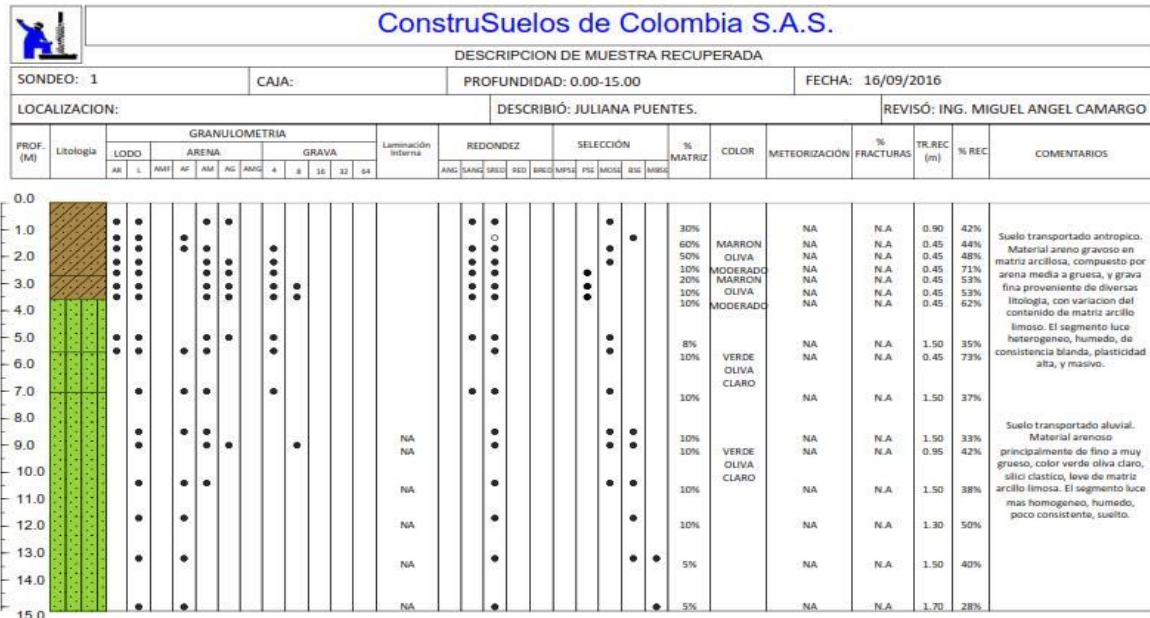 ConstruSuelos de Colombia S.A.S.
DESCRIPCION DE MUESTRA RECUPERADA
SONDEO: 1 CAJA: PROFUNDIDAD: 0.00-15.00 FECHA: 16/09/2016
LOCALIZACION: DESCRIBIÓ: JULIANA PUENTES. REVISÓ: ING. MIGUEL ANGEL CAMARGO
PROF. (M) Litología GRANULOMETRIA Laminación Interna REDONDEZ SELECCIÓN % MATRIZ COLOR METEORIZACIÓN % FRACTURAS TR.REC (m) % REC COMENTARIOS
LODO ARENA GRAVA
AR L AMF AF AM AG AMG 4 8 16 32 64 ANG SANG SRED RED BRED MPSE PSE MOSE BSE MBSE
0.0
1.0
2.0
3.0
4.0
5.0
6.0
7.0
8.0
9.0
10.0
11.0
12.0
13.0
14.0
15.0
NA
NA
NA
NA
NA
NA
30% NA N.A 0.90 42%
60% MARRON NA N.A 0.45 44%
50% OLIVA NA N.A 0.45 48%
10% MODERADO NA N.A 0.45 71%
20% MARRON NA N.A 0.45 53%
10% OLIVA NA N.A 0.45 53%
10% MODERADO NA N.A 0.45 62%
8% NA N.A 1.50 35%
10% VERDE NA N.A 0.45 73%
OLIVA
CLARO
10% NA N.A 1.50 37%
10% NA N.A 1.50 33%
10% VERDE NA N.A 0.95 42%
OLIVA
CLARO
10% NA N.A 1.50 38%
10% NA N.A 1.30 50%
5% NA N.A 1.50 40%
5% NA N.A 1.70 28%
Suelo transportado antropico.
Material areno gravoso en
matriz arcillosa, compuesto por
arena media a gruesa, y grava
fina proveniente de diversas
litologia, con variacion del
contenido de matriz arcillo
limoso. El segmento luce
heterogeneo, humedo, de
consistencia blanda, plasticidad
alta, y masivo.
Suelo transportado aluvial.
Material arenoso
principalmente de fino a muy
grueso, color verde oliva claro,
silici clastico, leve de matriz
arcillo limosa. El segmento luce
mas homogeneo, humedo,
poco consistente, suelto.